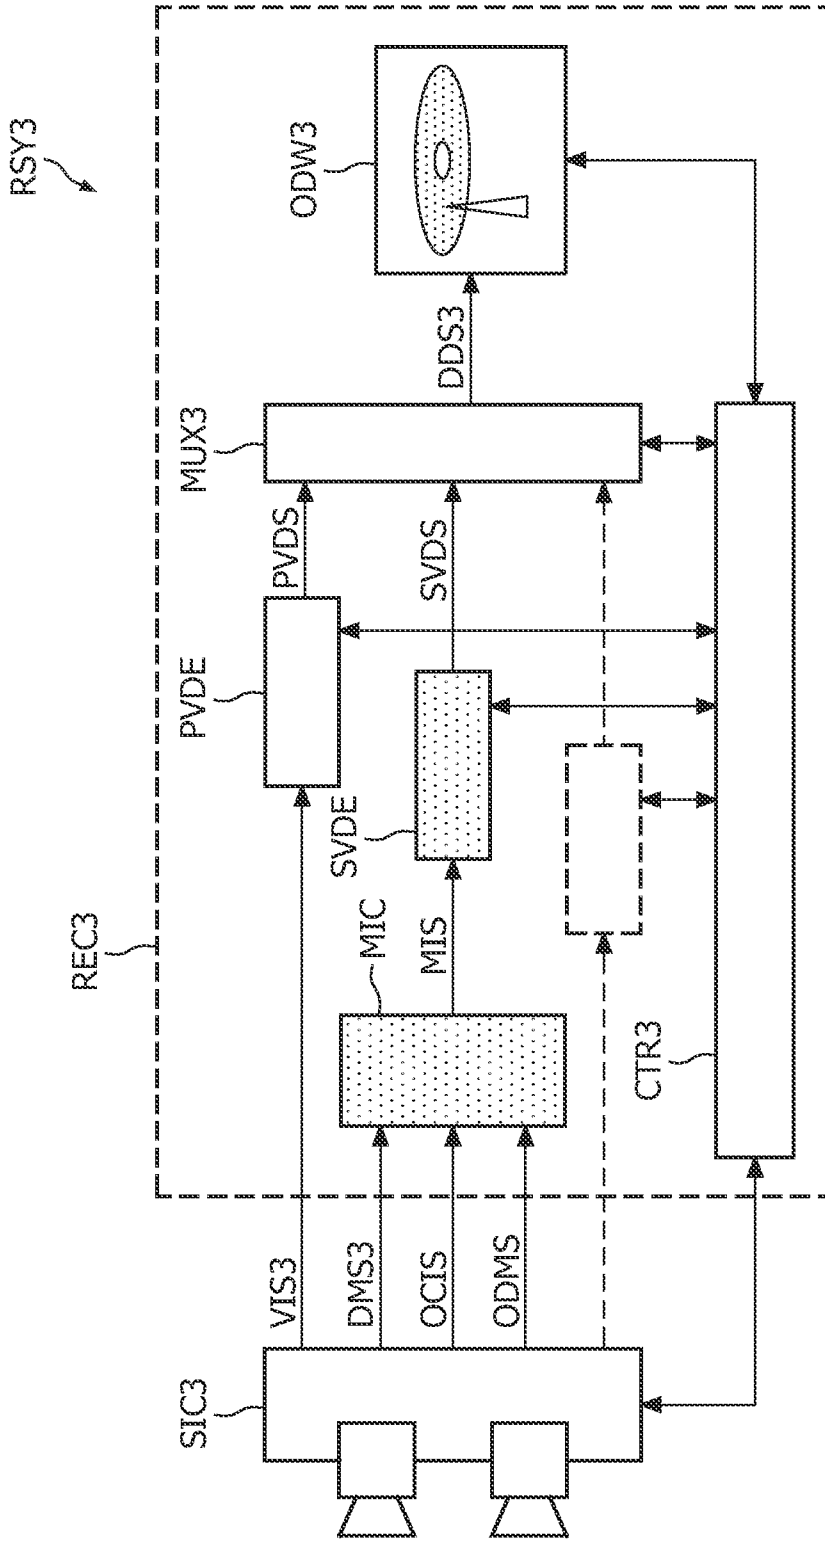 RSY3
REC3
SIC3
VIS3
DMS3
OCIS
ODMS
MIC
MIS
SVDE
SVDS
PVDE
PVDS
MUX3
DDS3
ODW3
CTR3